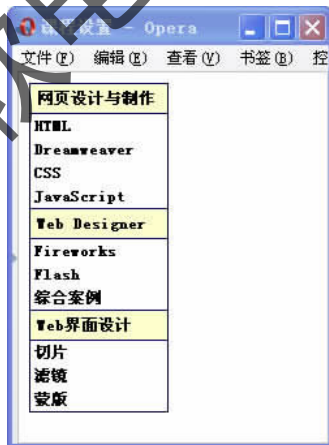 课程设置 - Opera
文件(F) 编辑(E) 查看(V) 书签(B) 控
网页设计与制作
HTML
Dreamweaver
CSS
JavaScript
Web Designer
Fireworks
Flash
综合案例
Web界面设计
切片
滤镜
蒙版